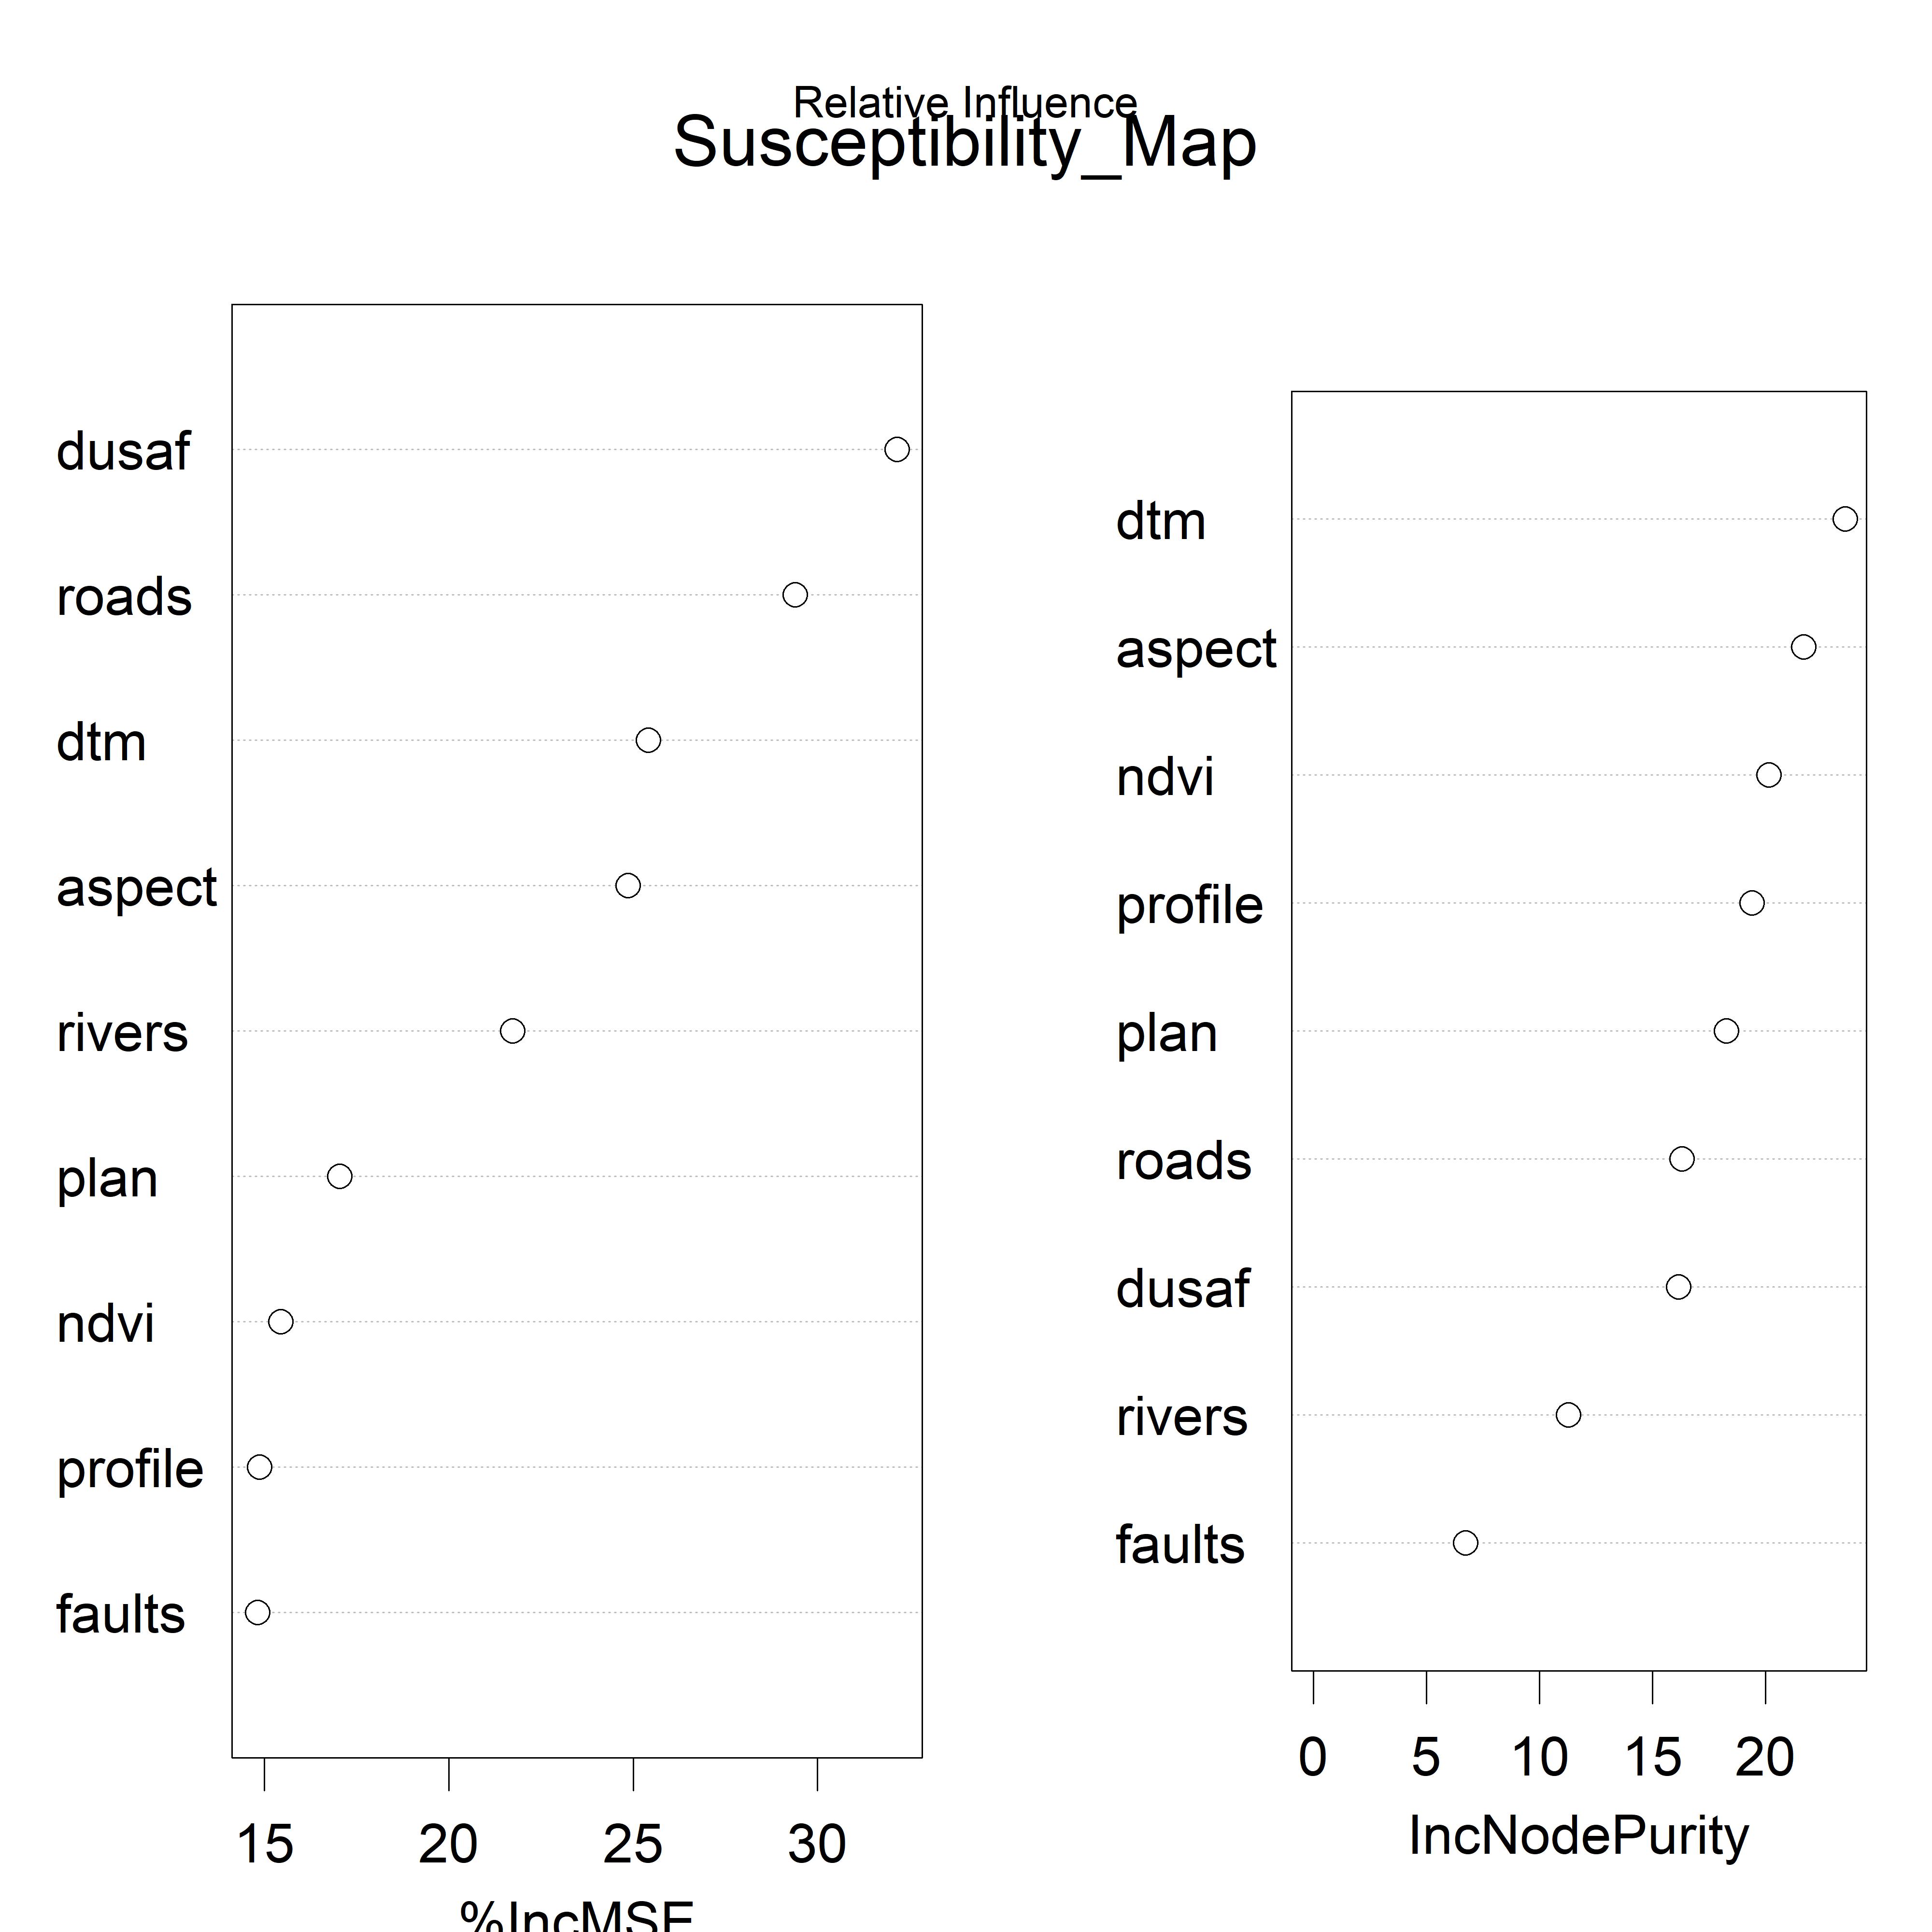 Relative Influence
Susceptibility_Map
dusaf
roads
dtm
aspect
rivers
plan
ndvi
profile
faults
15 20 25 30
%IncMSE
dtm
aspect
ndvi
profile
plan
roads
dusaf
rivers
faults
0 5 10 15 20
IncNodePurity